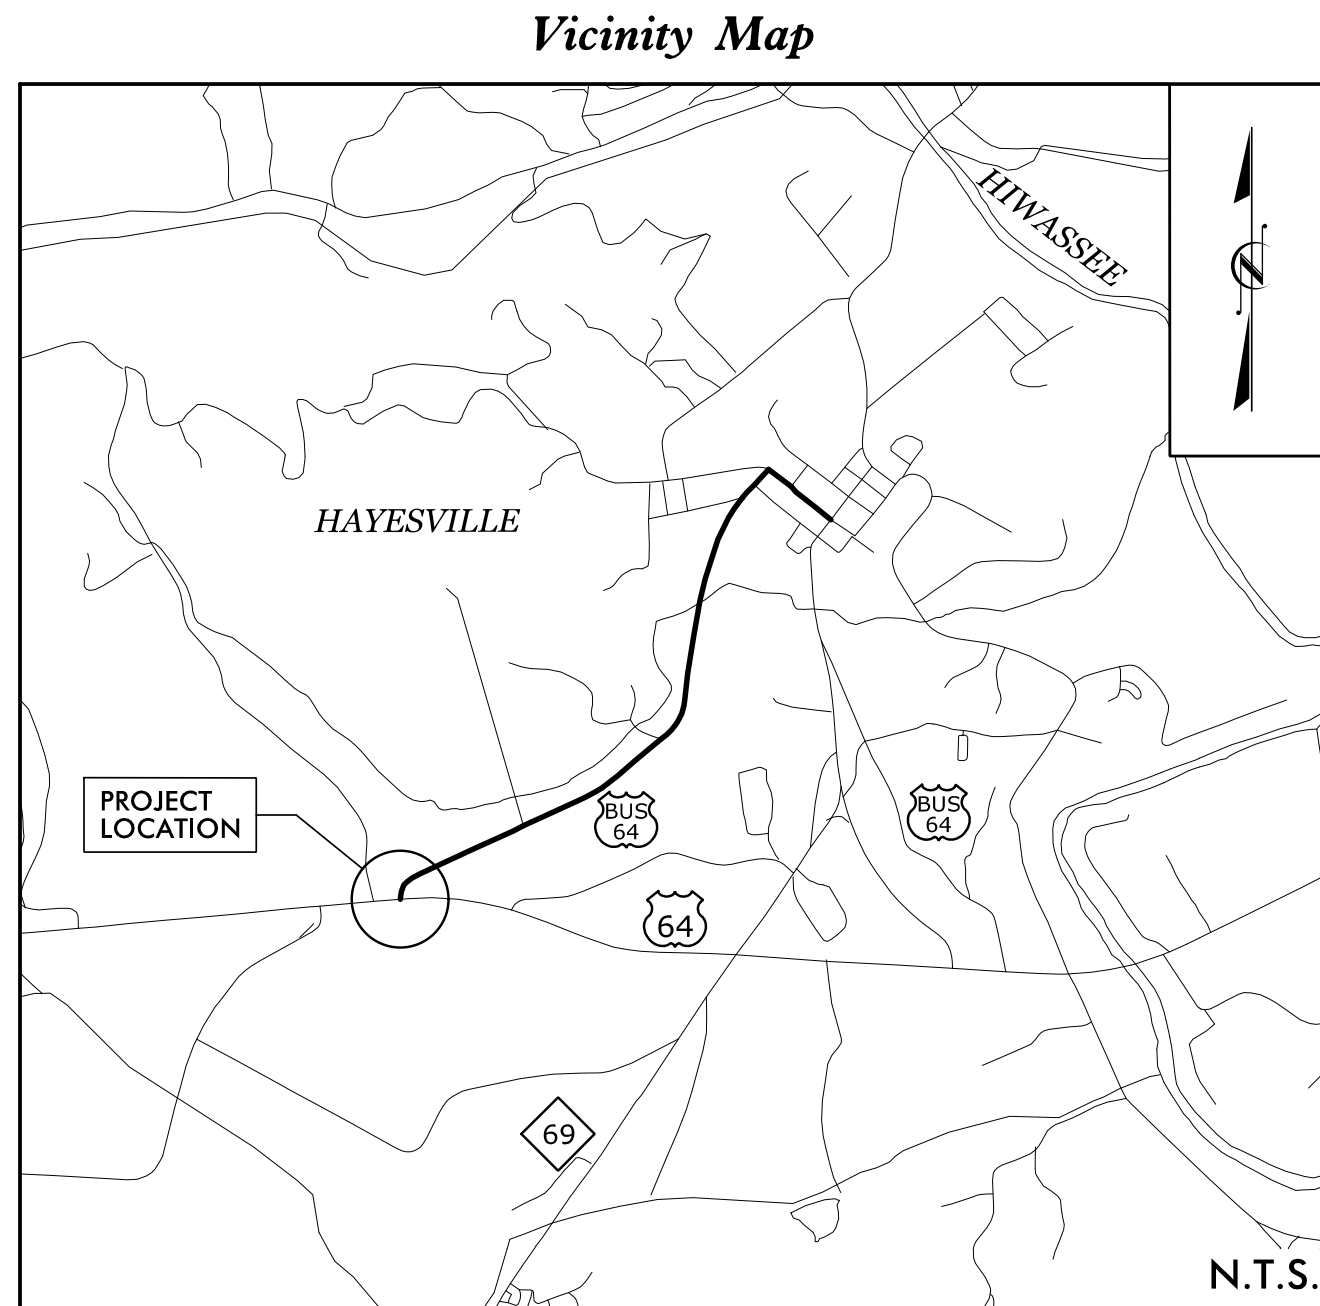 Vicinity Map
HIWASSEE
HAYESVILLE
PROJECT
LOCATION
BUS
64
BUS
64
64
69
N.T.S.